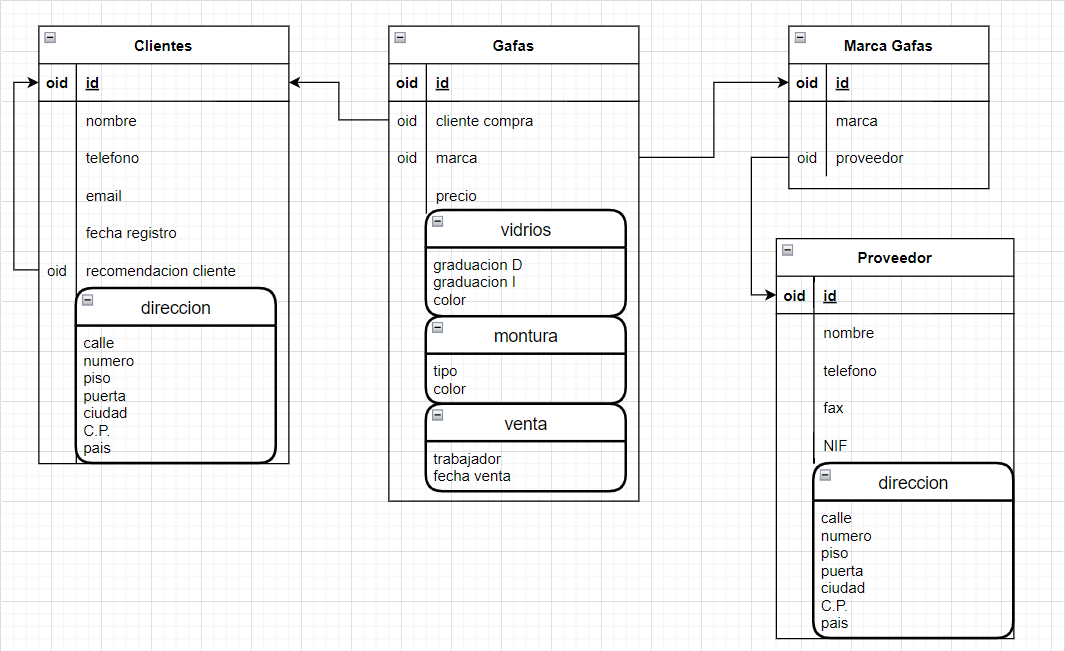 Clientes
oid id
nombre
telefono
email
fecha registro
oid recomendacion cliente
direccion
calle
numero
piso
puerta
ciudad
C.P.
pais
Gafas
oid id
oid cliente compra
oid marca
precio
vidrios
graduacion D
graduacion I
color
montura
tipo
color
venta
trabajador
fecha venta
Marca Gafas
oid id
marca
oid proveedor
Proveedor
oid id
nombre
telefono
fax
NIF
direccion
calle
numero
piso
puerta
ciudad
C.P.
pais